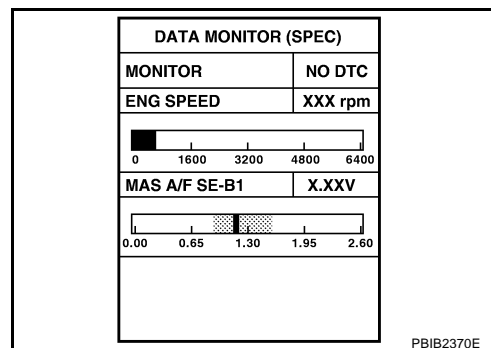 DATA MONITOR (SPEC)
MONITOR NO DTC
ENG SPEED XXX rpm
0 1600 3200 4800 6400
MAS A/F SE-B1 X.XXV
0.00 0.65 1.30 1.95 2.60
PBIB2370E